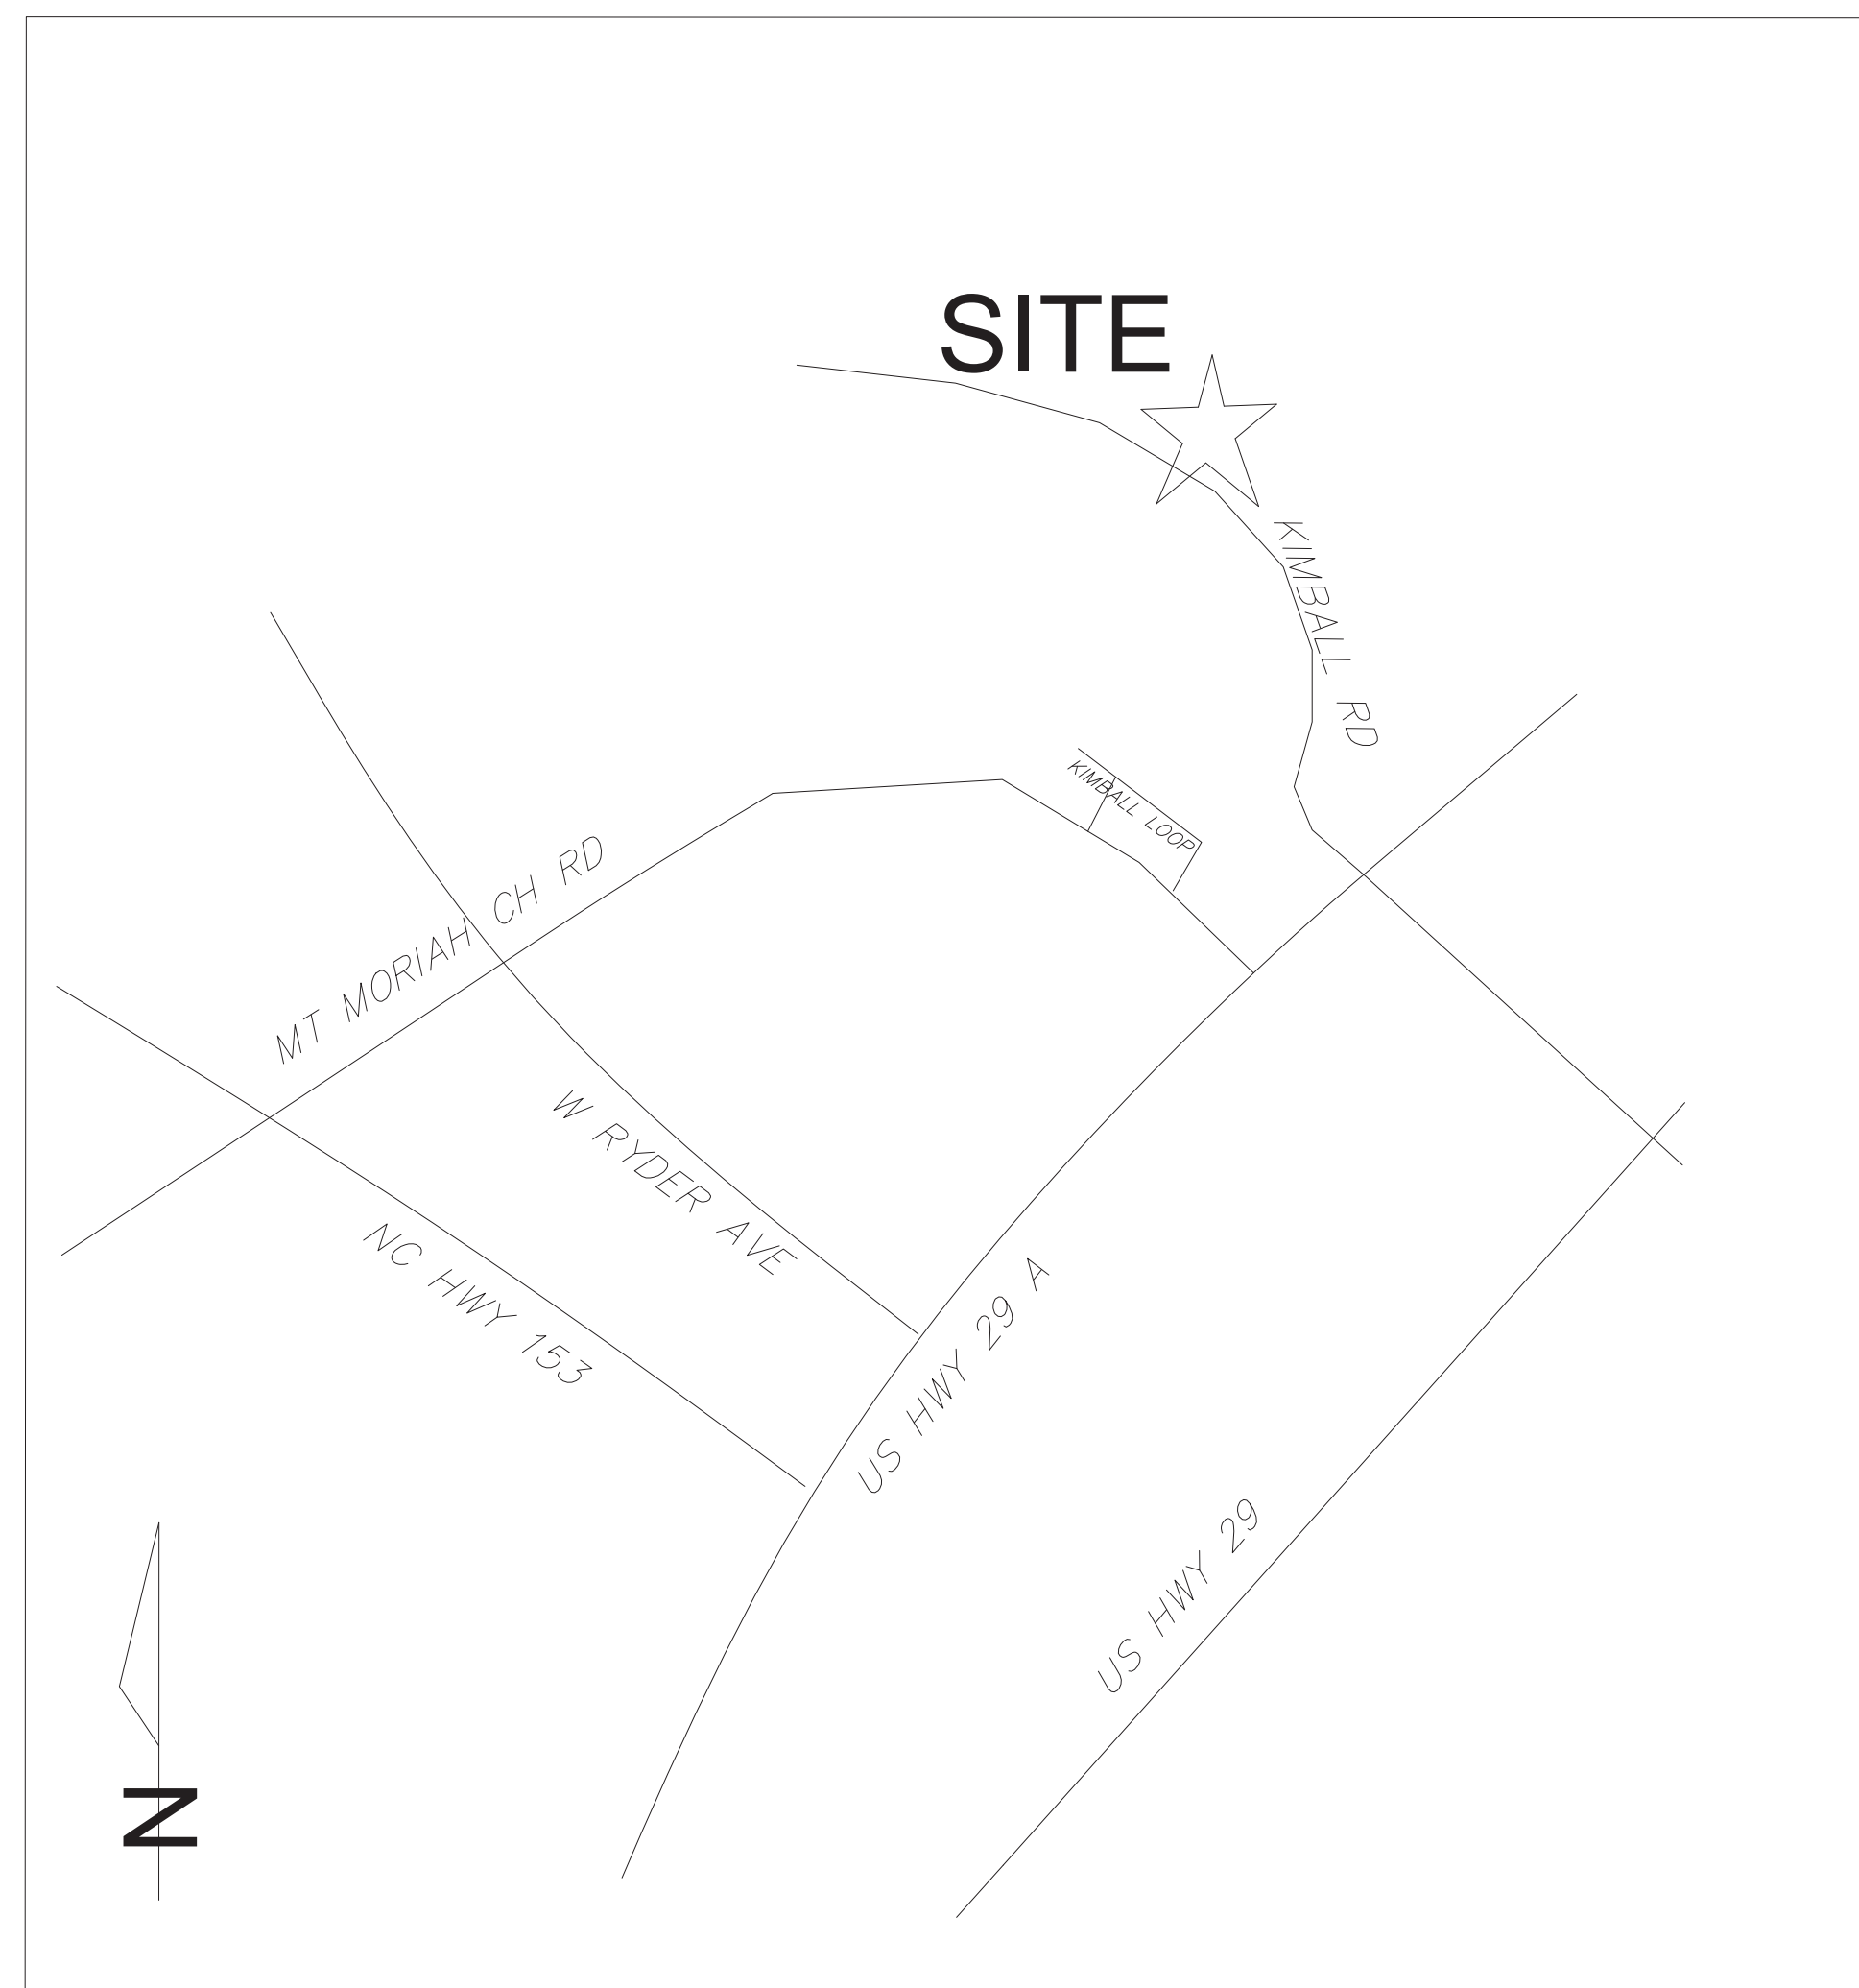 SITE
KIMBALL RD
KIMBALL LOOP
MT MORIAH CH RD
W RYDER AVE
NC HWY 153
US HWY 29 A
US HWY 29
N